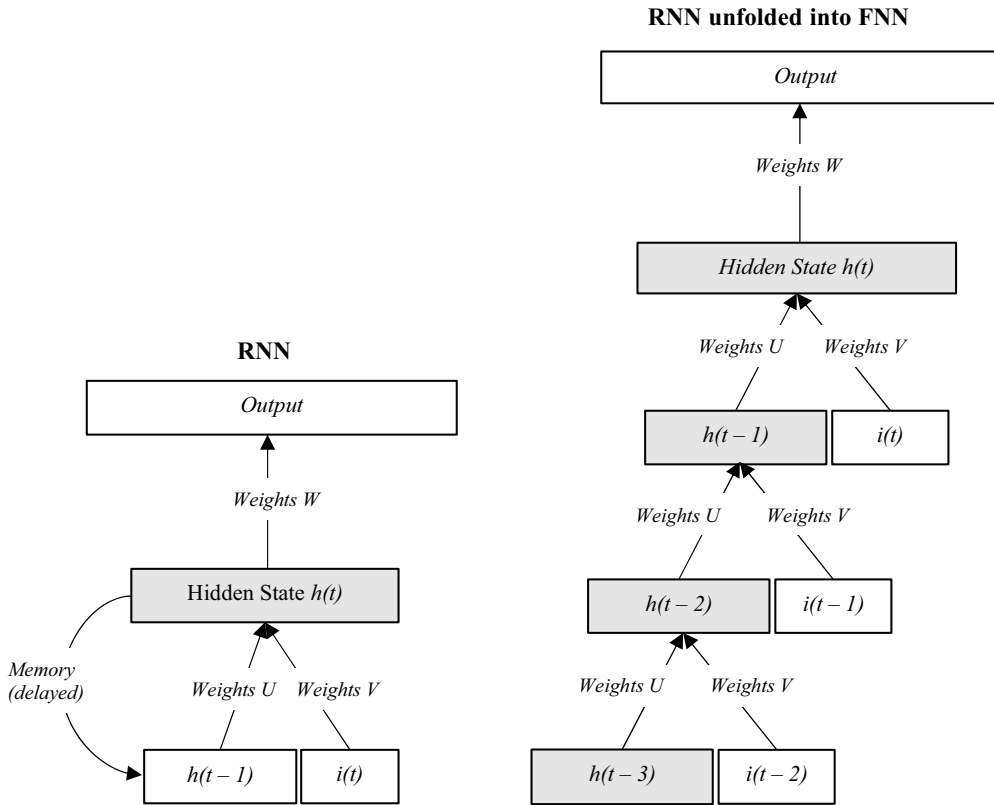 RNN unfolded into FNN
Output
Weights W
Hidden State h(t)
Weights U
Weights V
h(t – 1)
i(t)
Weights U
Weights V
h(t – 2)
i(t – 1)
Weights U
Weights V
h(t – 3)
i(t – 2)
RNN
Output
Weights W
Hidden State h(t)
Memory
(delayed)
Weights U
Weights V
h(t – 1)
i(t)